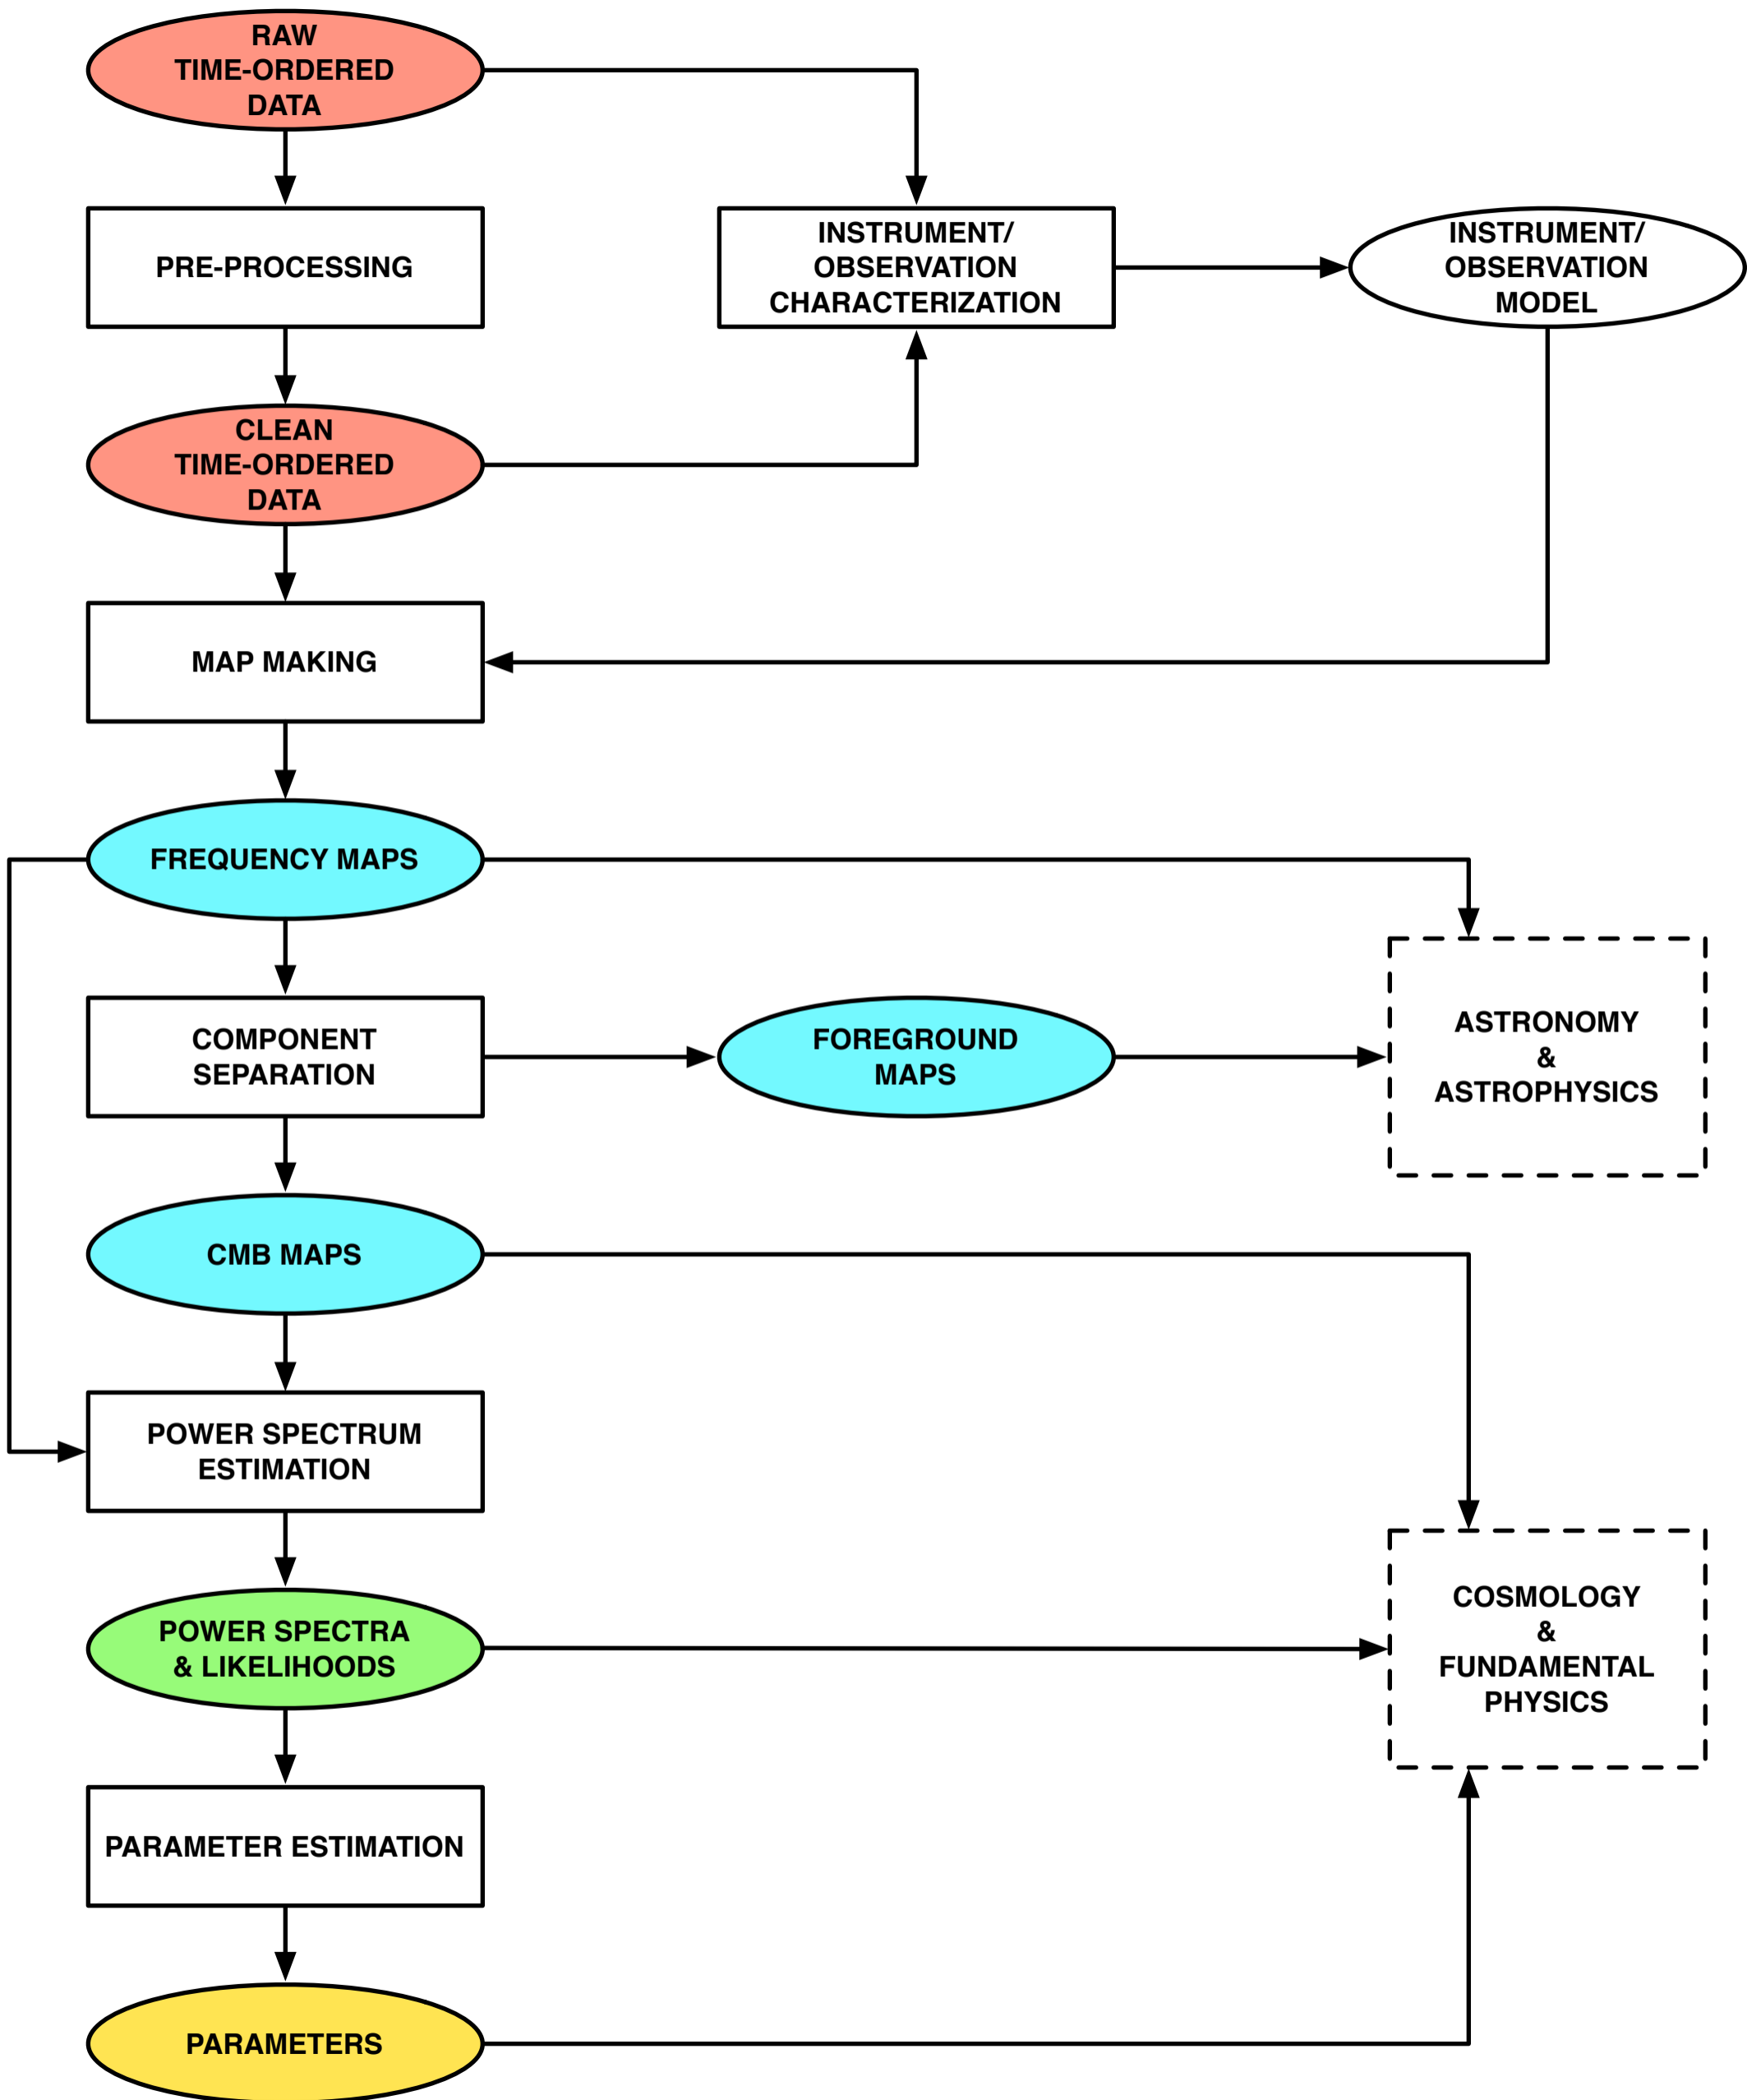 RAW
TIME-ORDERED
DATA
PRE-PROCESSING
INSTRUMENT/
OBSERVATION
CHARACTERIZATION
INSTRUMENT/
OBSERVATION
MODEL
CLEAN
TIME-ORDERED
DATA
MAP MAKING
FREQUENCY MAPS
COMPONENT
SEPARATION
FOREGROUND
MAPS
ASTRONOMY
&
ASTROPHYSICS
CMB MAPS
POWER SPECTRUM
ESTIMATION
POWER SPECTRA
& LIKELIHOODS
COSMOLOGY
&
FUNDAMENTAL
PHYSICS
PARAMETER ESTIMATION
PARAMETERS